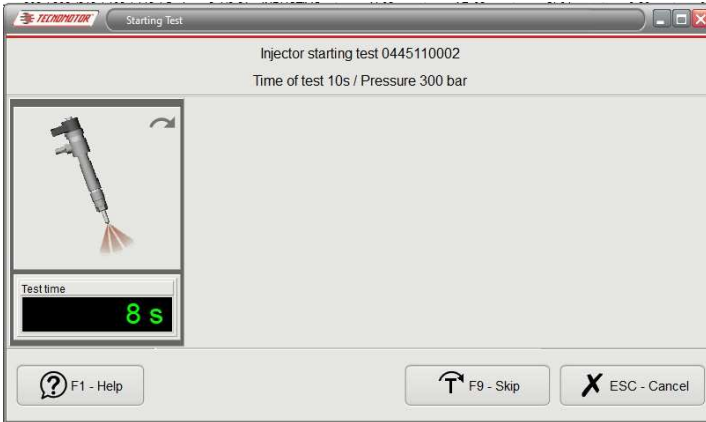 TECNOMOTOR Starting Test
Injector starting test 0445110002
Time of test 10s / Pressure 300 bar
Test time
8 s
F1 - Help
F9 - Skip
ESC - Cancel